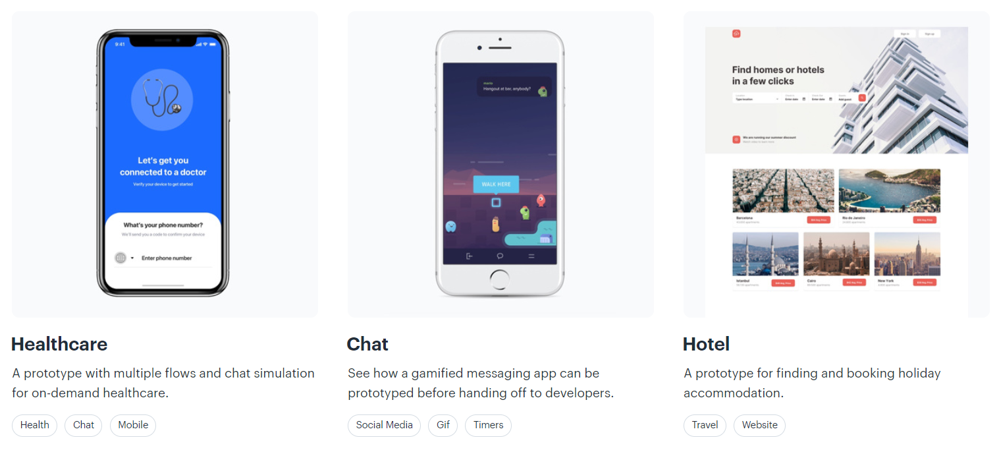 9:41
Let's get you
connected to a doctor
Verify your device to get started
What's your phone number?
We'll send you a code to confirm your device
Enter phone number
mario
Hangout at bar, anybody?
WALK HERE
Sign in
Sign up
Find homes or hotels
in a few clicks
Location
Type location
Enter date
Enter date
Add guest
We are running our summer discount
Barcelona
Rio de Janeiro
Istanbul
Cairo
New York
Healthcare
A prototype with multiple flows and chat simulation
for on-demand healthcare.
Health
Chat
Mobile
Chat
See how a gamified messaging app can be
prototyped before handing off to developers.
Social Media
Gif
Timers
Hotel
A prototype for finding and booking holiday
accommodation.
Travel
Website